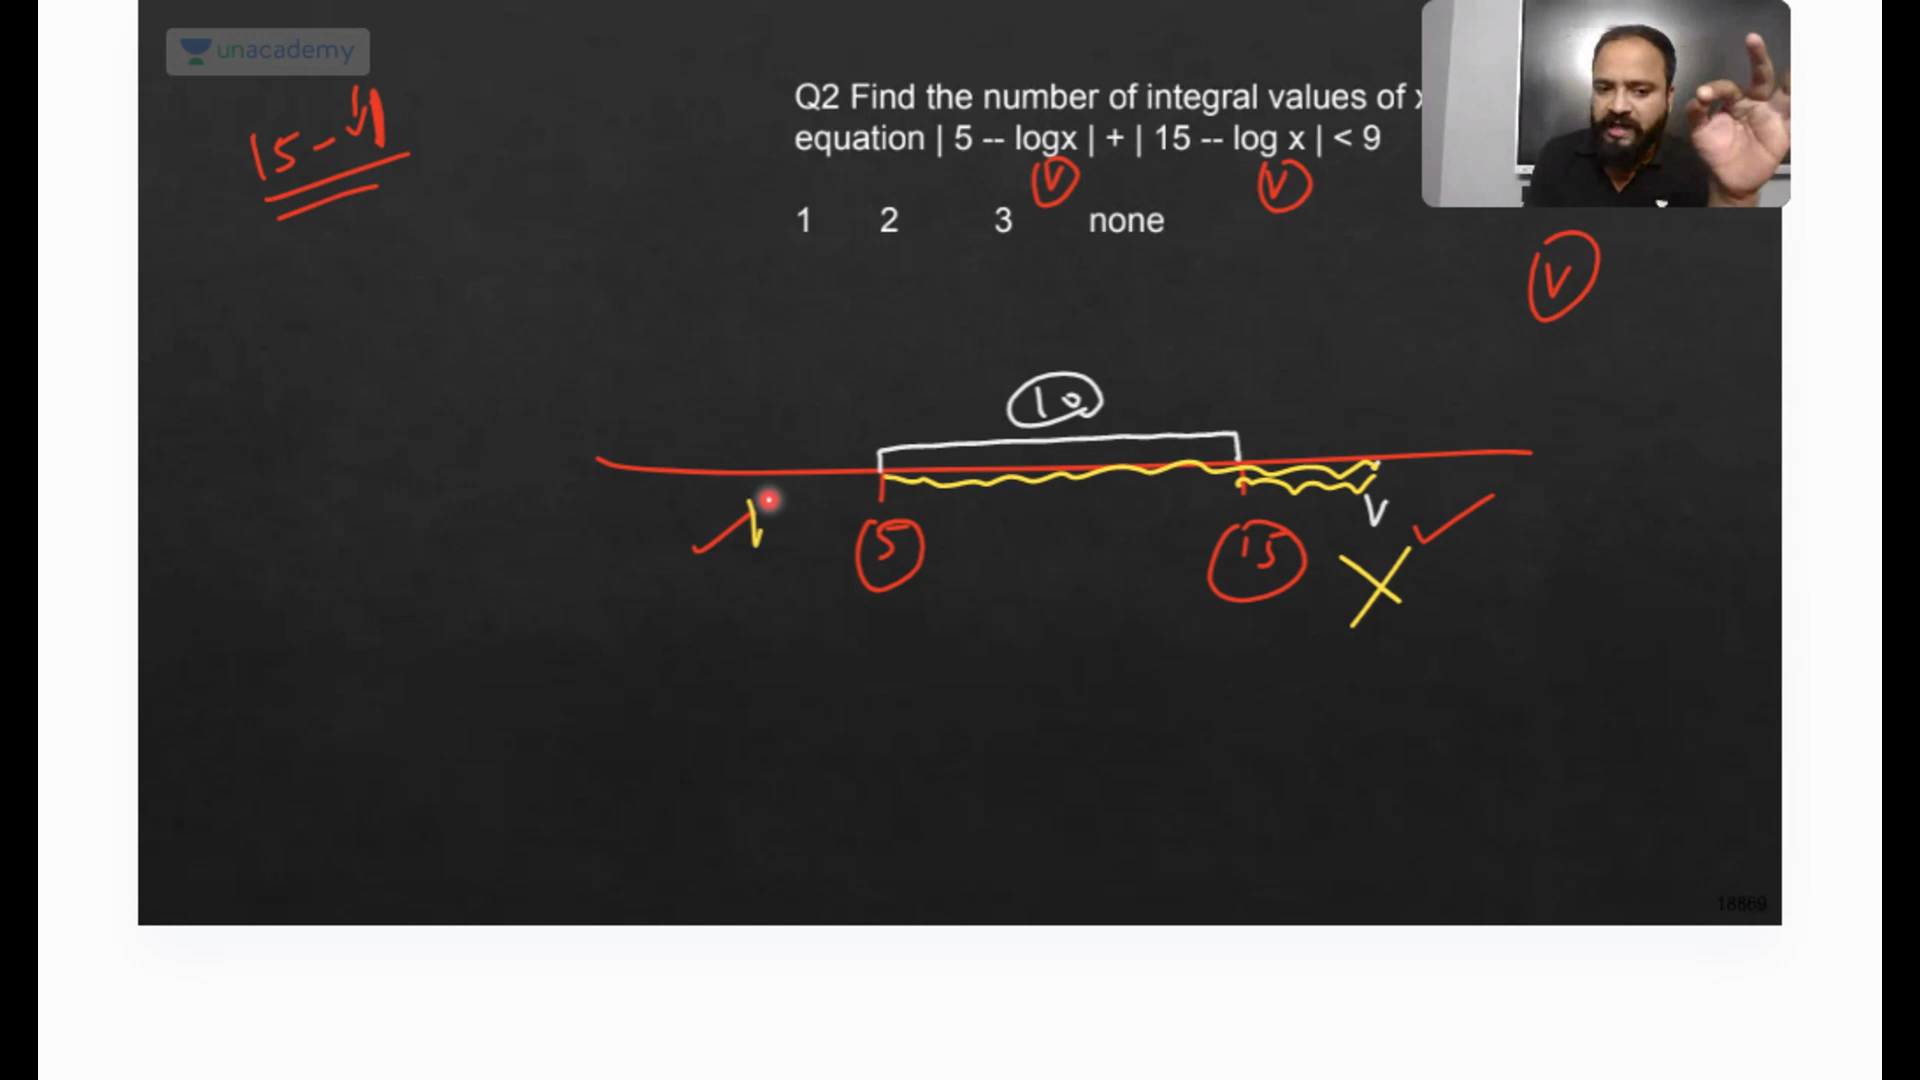 unacademy
15 - y
Q2 Find the number of integral values of x
equation | 5 -- logx | + | 15 -- log x | < 9
V V
1 2 3 none
V
10
V
5 15
18869